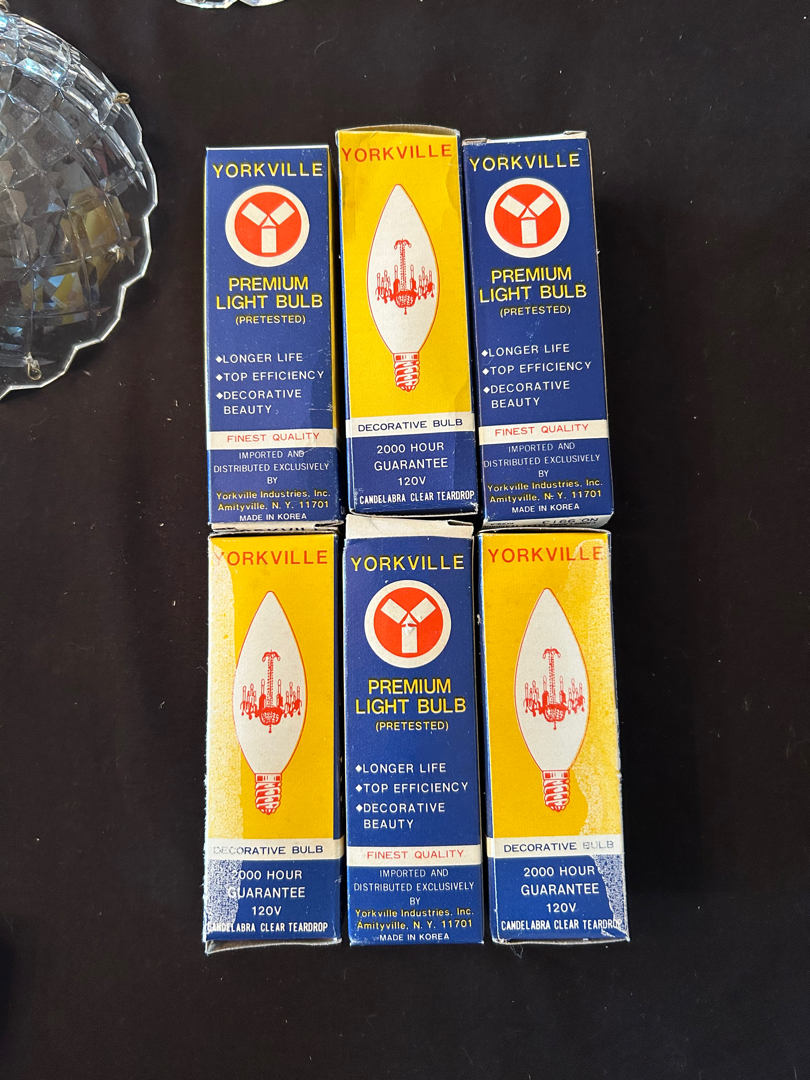 YORKVILLE
PREMIUM
LIGHT BULB
(PRETESTED)
◆LONGER LIFE
◆TOP EFFICIENCY
◆DECORATIVE
BEAUTY
FINEST QUALITY
IMPORTED AND
DISTRIBUTED EXCLUSIVELY
BY
Yorkville Industries, Inc.
Amityville, N. Y. 11701
MADE IN KOREA
YORKVILLE
DECORATIVE BULB
2000 HOUR
GUARANTEE
120V
CANDELABRA CLEAR TEARDROP
YORKVILLE
PREMIUM
LIGHT BULB
(PRETESTED)
◆LONGER LIFE
◆TOP EFFICIENCY
◆DECORATIVE
BEAUTY
FINEST QUALITY
IMPORTED AND
DISTRIBUTED EXCLUSIVELY
BY
Yorkville Industries, Inc.
Amityville, N. Y. 11701
MADE IN KOREA
YORKVILLE
DECORATIVE BULB
2000 HOUR
GUARANTEE
120V
CANDELABRA CLEAR TEARDROP
YORKVILLE
PREMIUM
LIGHT BULB
(PRETESTED)
◆LONGER LIFE
◆TOP EFFICIENCY
◆DECORATIVE
BEAUTY
FINEST QUALITY
IMPORTED AND
DISTRIBUTED EXCLUSIVELY
BY
Yorkville Industries, Inc.
Amityville, N. Y. 11701
MADE IN KOREA
YORKVILLE
DECORATIVE BULB
2000 HOUR
GUARANTEE
120V
CANDELABRA CLEAR TEARDROP